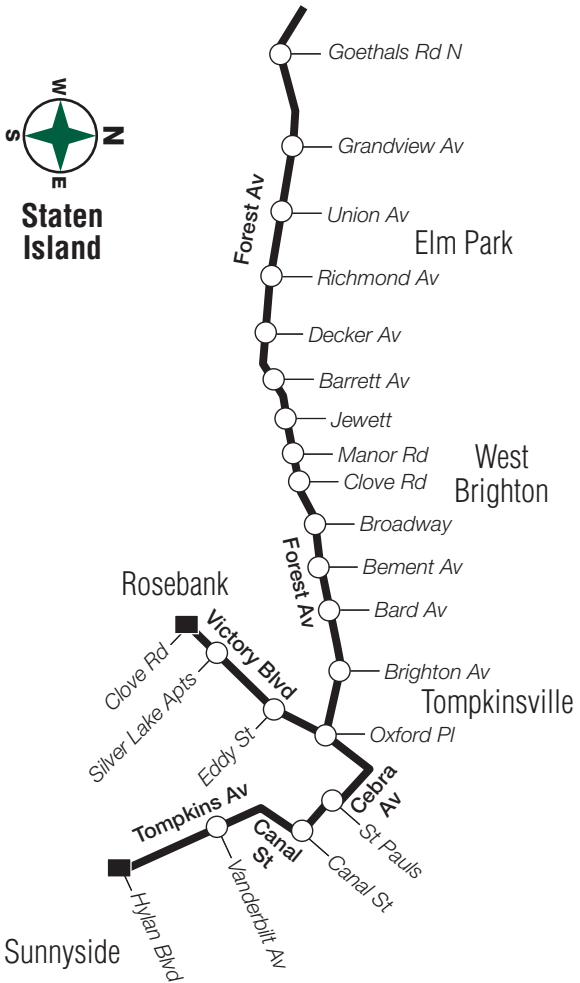 Goethals Rd N
W
N
S
E
Grandview Av
Staten
Island
Forest Av
Union Av
Elm Park
Richmond Av
Decker Av
Barrett Av
Jewett
Manor Rd
West
Brighton
Clove Rd
Broadway
Forest Av
Bement Av
Rosebank
Bard Av
Victory Blvd
Clove Rd
Silver Lake Apts
Eddy St
Brighton Av
Tompkinsville
Oxford Pl
Cebra
Av
Tompkins Av
Canal
St
St Pauls
Canal St
Vanderbilt Av
Hylan Blvd
Sunnyside